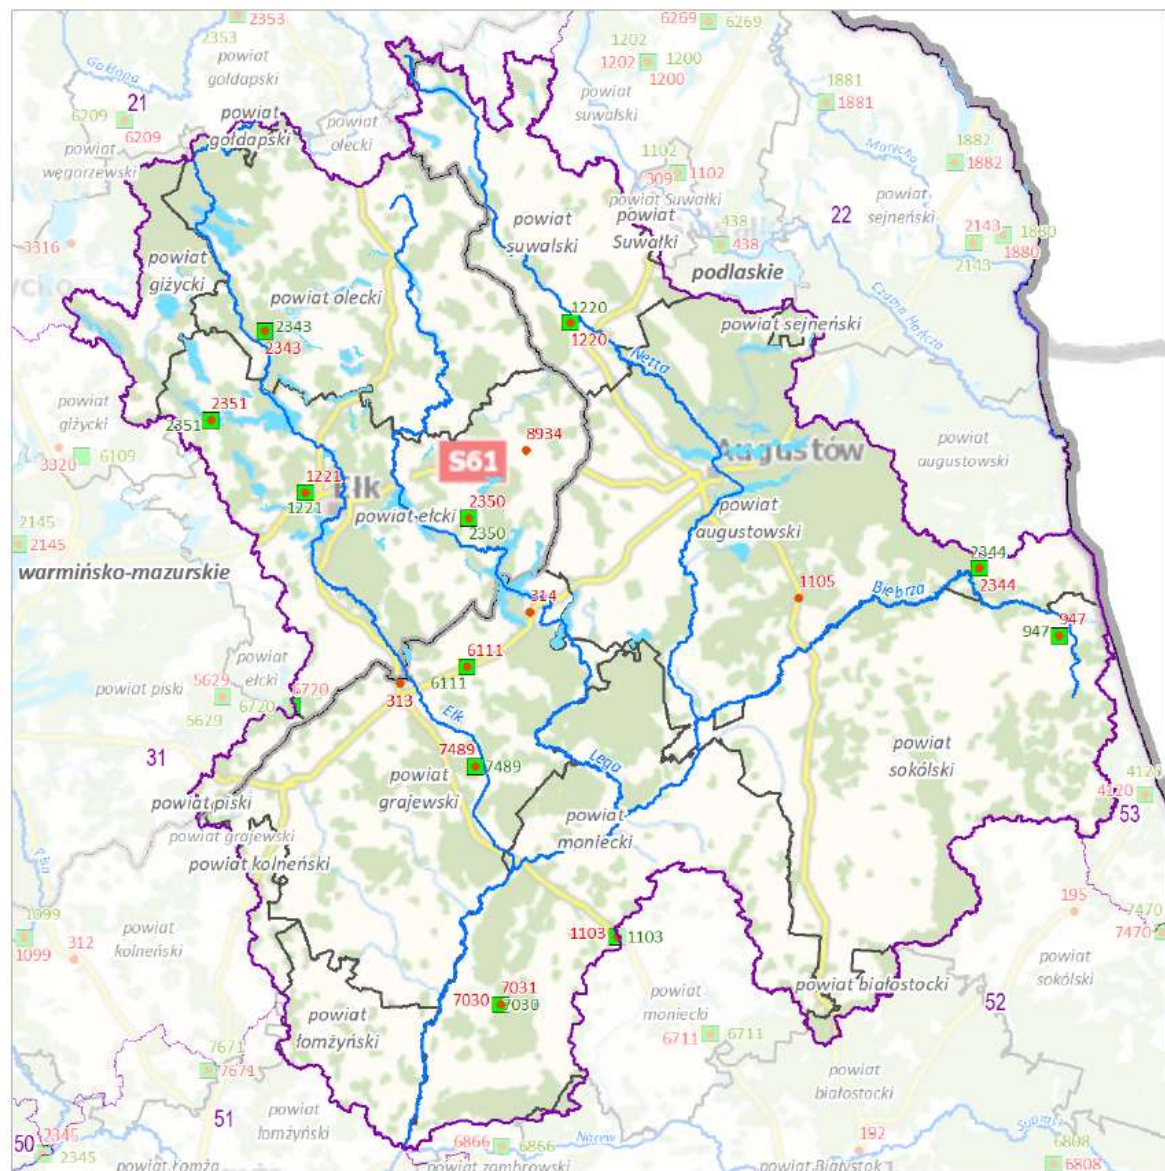 2353
2353
6269
6269
Gołdapa
powiat
gołdapski
1202
1202
1200
1200
powiat
suwalski
1881
1881
21
6209
6209
powiat
gołdapski
powiat
olecki
powiat
węgorzewski
Marycha
1882
1882
1102
1102
309
powiat Suwałki
powiat
sejneński
22
3316
powiat
suwalski
powiat
Suwałki
438
438
2143
2143
1880
1880
powiat
giżycki
podlaskie
powiat olecki
Czarna Hańcza
1220
1220
2343
2343
powiat sejneński
Netta
powiat
giżycki
2351
2351
8934
Augustów
S61
3320
6109
powiat
augustowski
1221
1221
Ełk
2350
2350
powiat ełcki
powiat
augustowski
2145
2145
warmińsko-mazurskie
2344
2344
Biebrza
1105
314
947
947
6111
6111
powiat
ełcki
powiat piski
5629
5629
6720
6720
313
Ełk
31
7489
7489
powiat
grajewski
Lega
powiat
sokólski
4120
4120
53
powiat piski
powiat grajewski
powiat kolneński
powiat
moniecki
Pisa
195
1099
1099
312
powiat
kolneński
1103
1103
7470
7470
powiat
sokólski
powiat białostocki
7031
7030
7030
powiat
moniecki
52
powiat
łomżyński
6711
6711
7671
7671
powiat
białostocki
51
powiat
łomżyński
50
2345
2345
6866
6866
Narew
192
Supraśl
6808
6808
powiat Łomża
powiat zambrowski
powiat Białystok